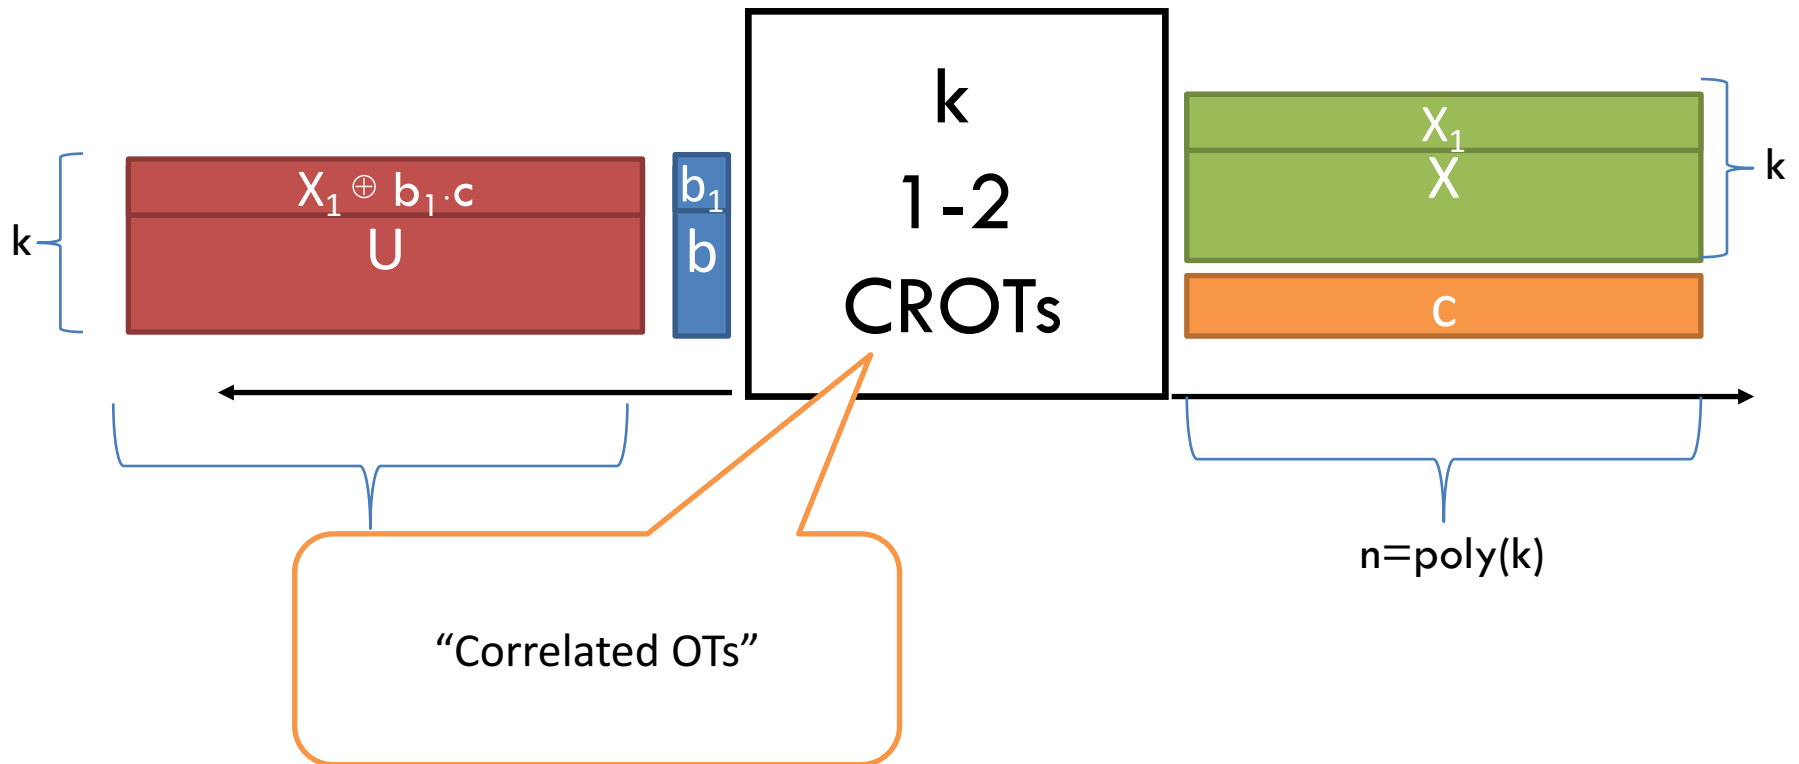 k
X₁ ⊕ b₁·c
U
b₁
b
k
1-2
CROTs
X₁
X
c
k
n=poly(k)
“Correlated OTs”